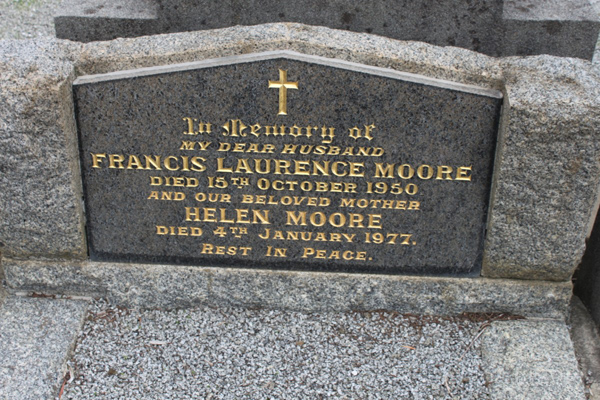 In Memory of
MY DEAR HUSBAND
FRANCIS LAURENCE MOORE
DIED 15TH OCTOBER 1950
AND OUR BELOVED MOTHER
HELEN MOORE
DIED 4TH JANUARY 1977.
REST IN PEACE.